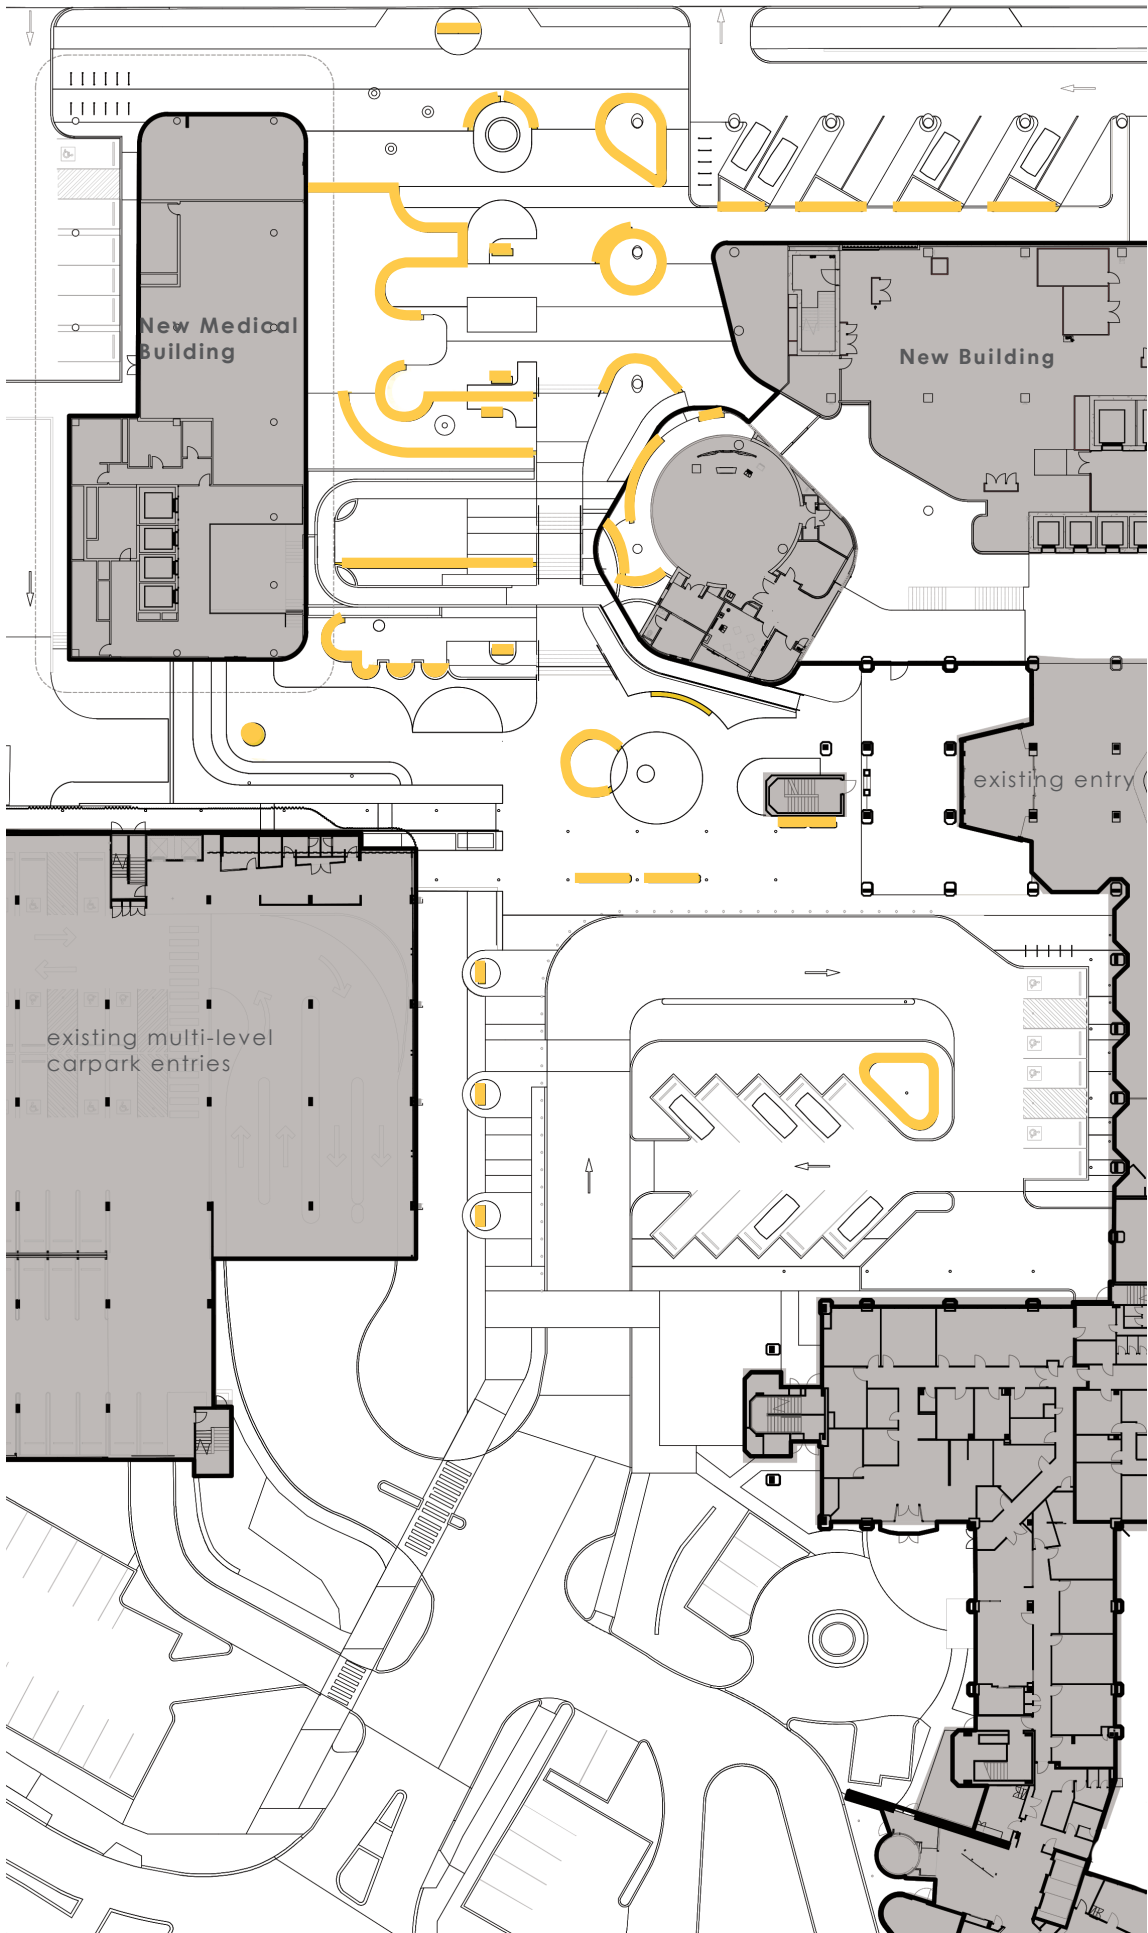 New Medical
Building
New Building
existing entry
existing multi-level
carpark entries